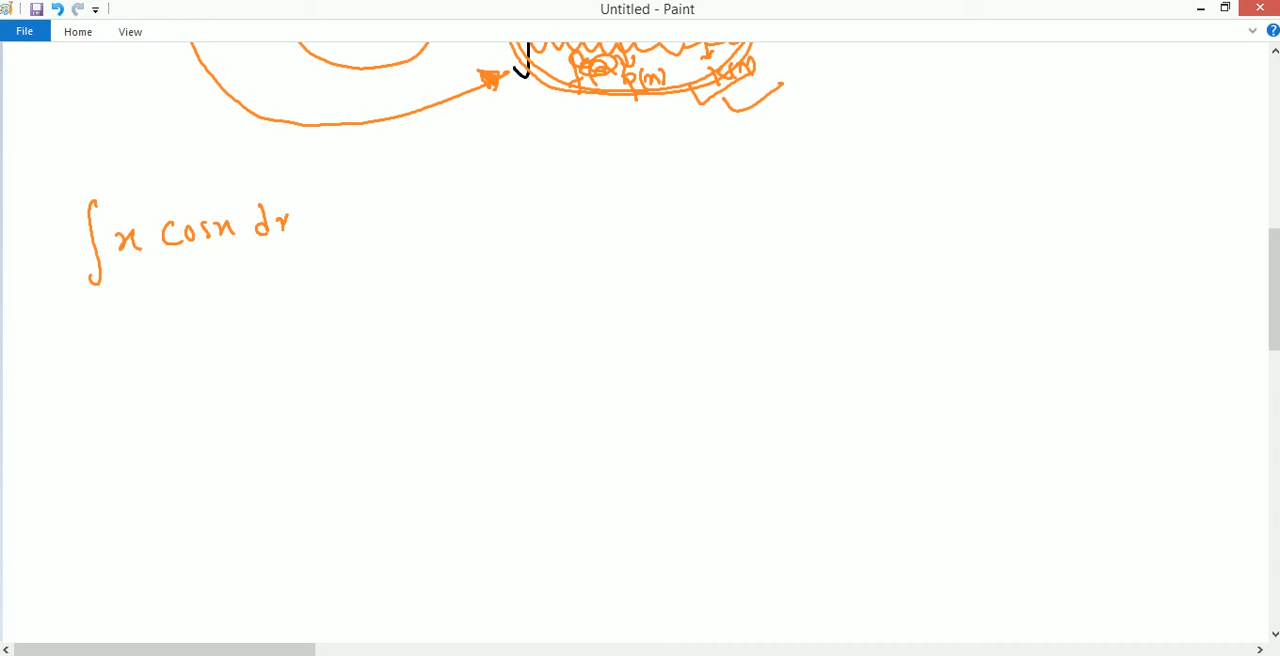 Untitled - Paint
File Home View
b(n)
∫ x cosx dx